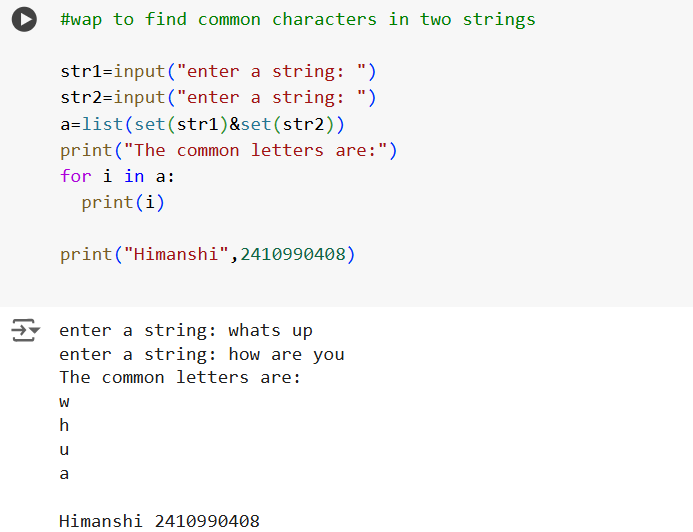 #wap to find common characters in two strings
str1=input("enter a string: ")
str2=input("enter a string: ")
a=list(set(str1)&set(str2))
print("The common letters are:")
for i in a:
  print(i)
print("Himanshi",2410990408)
enter a string: whats up
enter a string: how are you
The common letters are:
w
h
u
a
Himanshi 2410990408